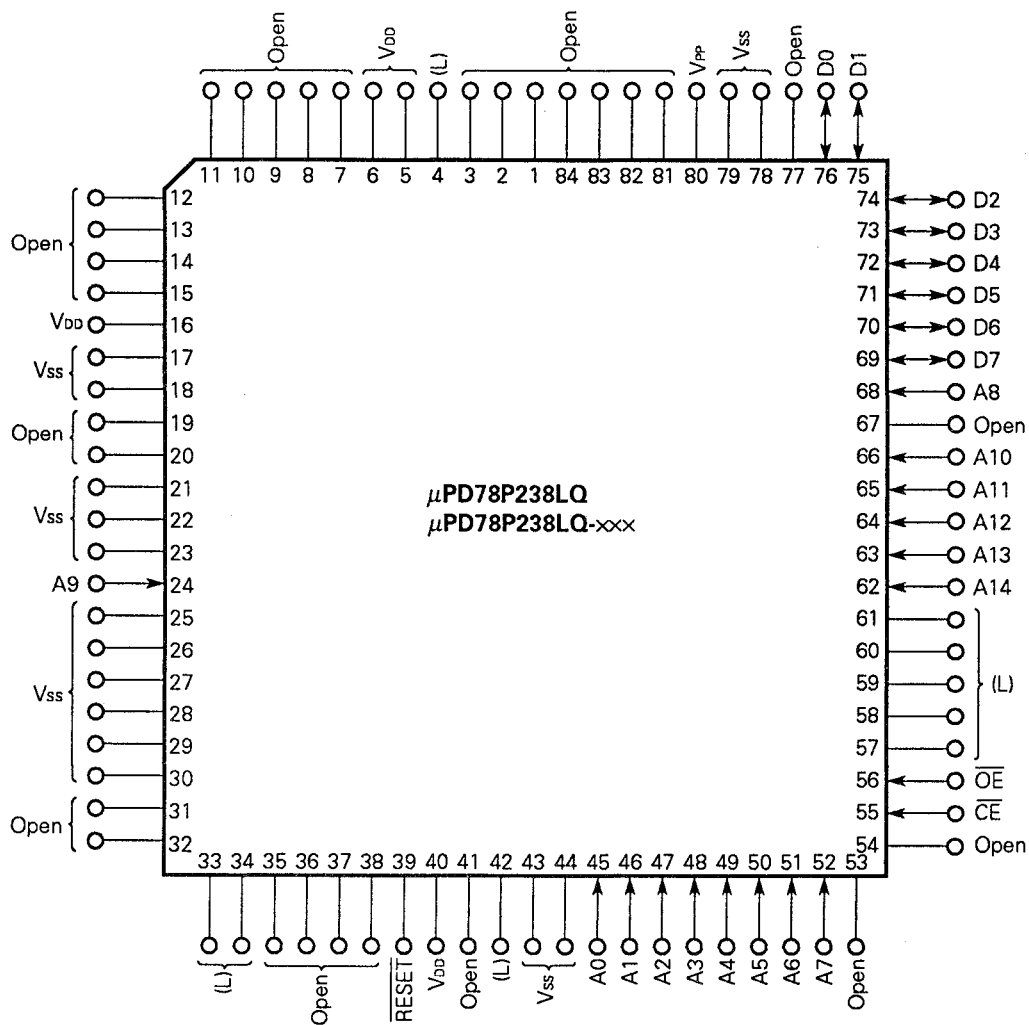 Open
VDD
(L)
Open
VPP
VSS
Open
D0
D1
11 10 9 8 7 6 5 4 3 2 1 84 83 82 81 80 79 78 77 76 75
Open
12
13
14
15
VDD 16
VSS
17
18
Open
19
20
VSS
21
22
23
A9 24
VSS
25
26
27
28
29
30
Open
31
32
μPD78P238LQ
μPD78P238LQ-×××
74 D2
73 D3
72 D4
71 D5
70 D6
69 D7
68 A8
67 Open
66 A10
65 A11
64 A12
63 A13
62 A14
61
60
59
58
57
(L)
56 O̅E̅
55 C̅E̅
54 Open
33 34 35 36 37 38 39 40 41 42 43 44 45 46 47 48 49 50 51 52 53
(L)
Open
R̅E̅S̅E̅T̅
VDD
Open
(L)
VSS
A0
A1
A2
A3
A4
A5
A6
A7
Open